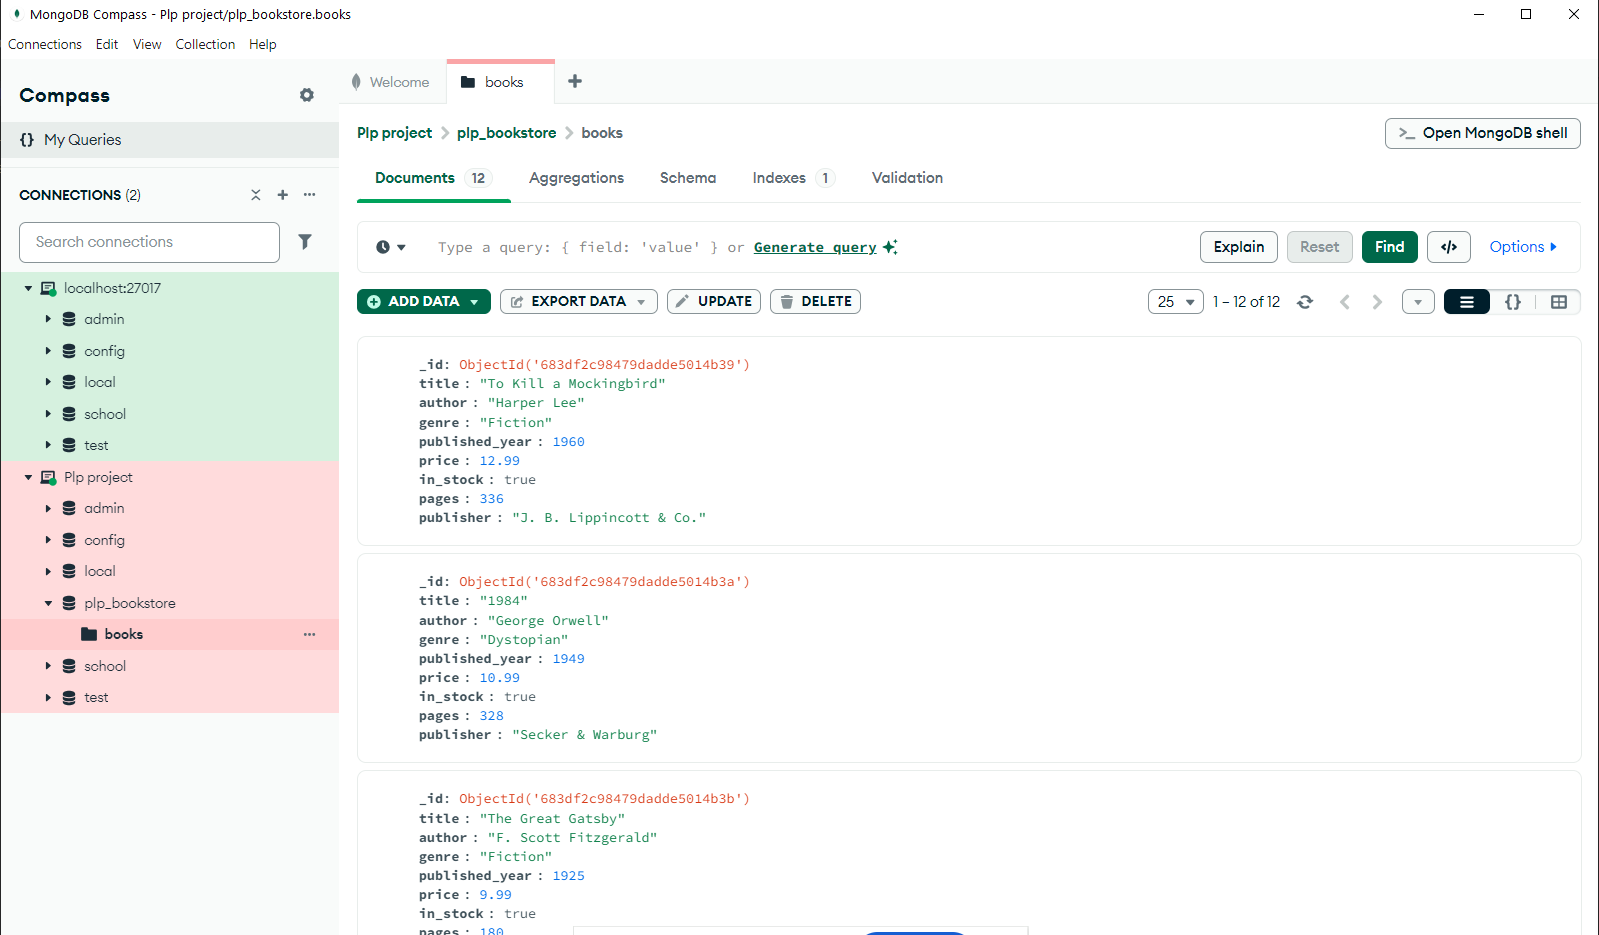 MongoDB Compass - Plp project/plp_bookstore.books
Connections Edit View Collection Help
Compass
{} My Queries
CONNECTIONS (2)
Search connections
localhost:27017
admin
config
local
school
test
Plp project
admin
config
local
plp_bookstore
books
school
test
Welcome
books
Plp project > plp_bookstore > books
>_ Open MongoDB shell
Documents 12 Aggregations Schema Indexes 1 Validation
Type a query: { field: 'value' } or Generate query
Explain Reset Find </> Options
ADD DATA EXPORT DATA UPDATE DELETE
25 1 – 12 of 12 {}
_id: ObjectId('683df2c98479dadde5014b39')
title : "To Kill a Mockingbird"
author : "Harper Lee"
genre : "Fiction"
published_year : 1960
price : 12.99
in_stock : true
pages : 336
publisher : "J. B. Lippincott & Co."
_id: ObjectId('683df2c98479dadde5014b3a')
title : "1984"
author : "George Orwell"
genre : "Dystopian"
published_year : 1949
price : 10.99
in_stock : true
pages : 328
publisher : "Secker & Warburg"
_id: ObjectId('683df2c98479dadde5014b3b')
title : "The Great Gatsby"
author : "F. Scott Fitzgerald"
genre : "Fiction"
published_year : 1925
price : 9.99
in_stock : true
pages : 180